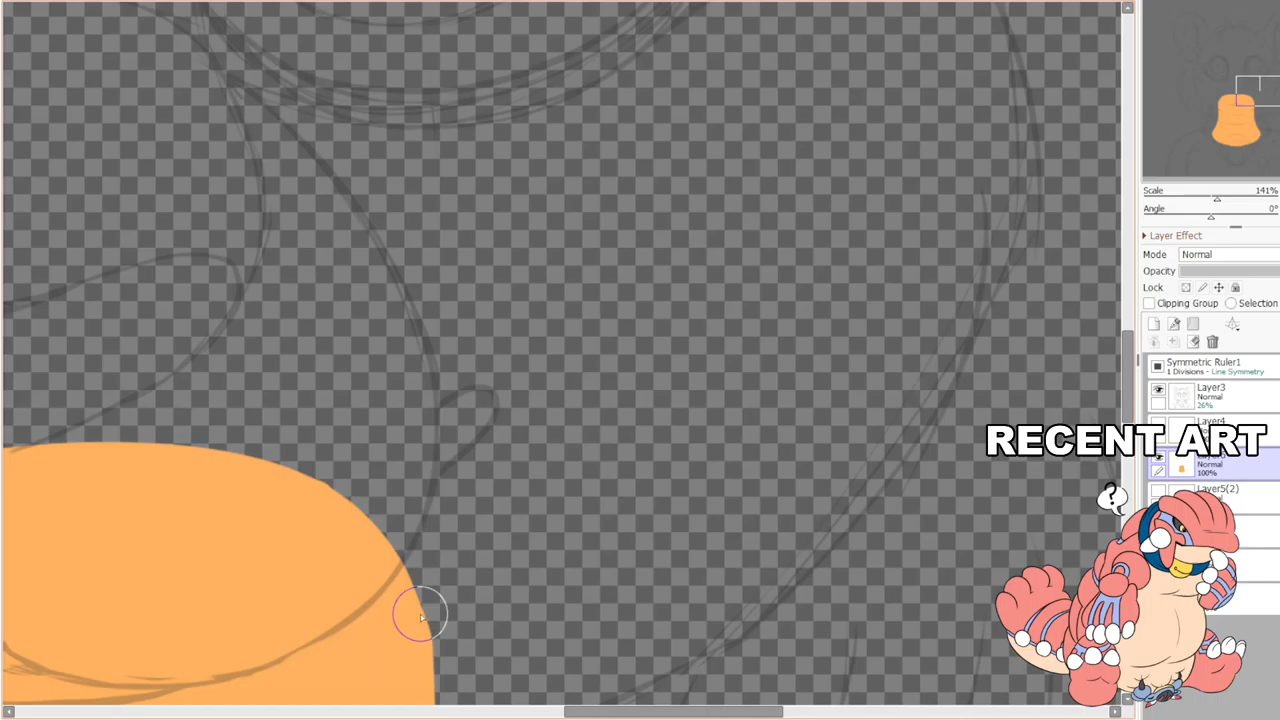 Scale 141%
Angle 0°
Layer Effect
Mode Normal
Opacity
Lock
Clipping Group Selection
Symmetric Ruler1
1 Divisions - Line Symmetry
Layer3
Normal
26%
Layer4
RECENT ART
Normal
100%
Layer5(2)
?